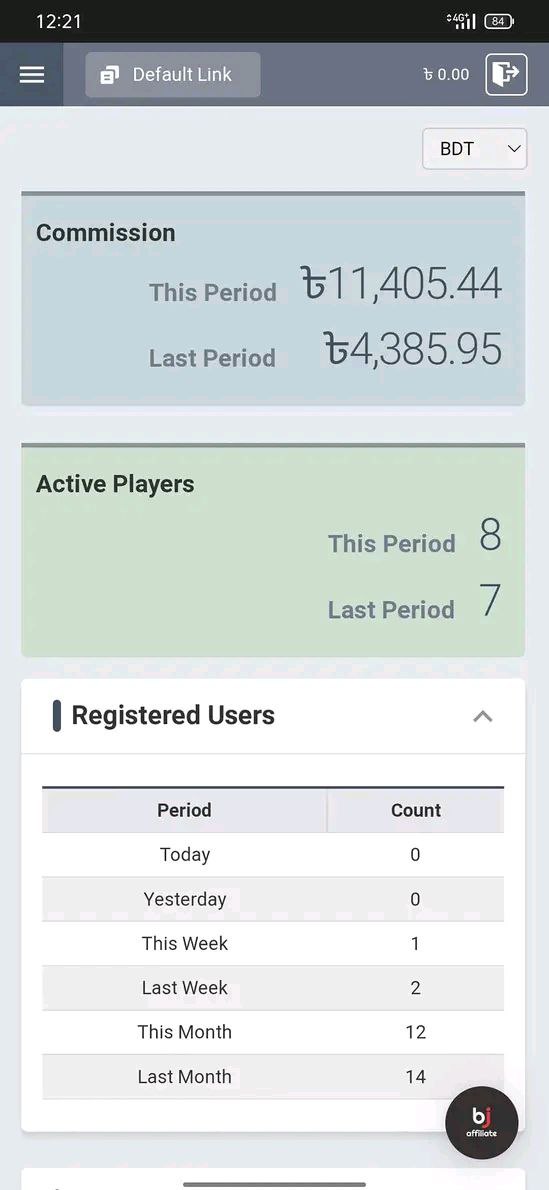 12:21
4G+ 84
Default Link
৳ 0.00
BDT
Commission
This Period ৳11,405.44
Last Period ৳4,385.95
Active Players
This Period 8
Last Period 7
Registered Users
Period Count
Today 0
Yesterday 0
This Week 1
Last Week 2
This Month 12
Last Month 14
bj
affiliate